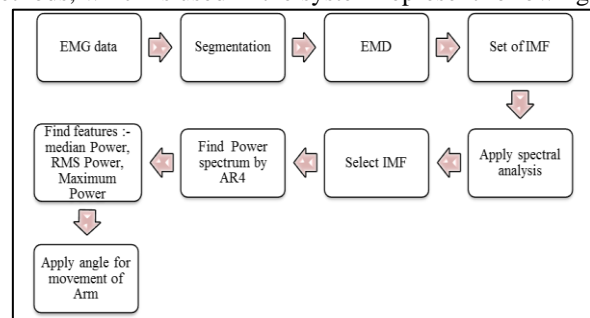 EMG data
Segmentation
EMD
Set of IMF
Apply spectral
analysis
Select IMF
Find Power
spectrum by
AR4
Find features :-
median Power,
RMS Power,
Maximum
Power
Apply angle for
movement of
Arm